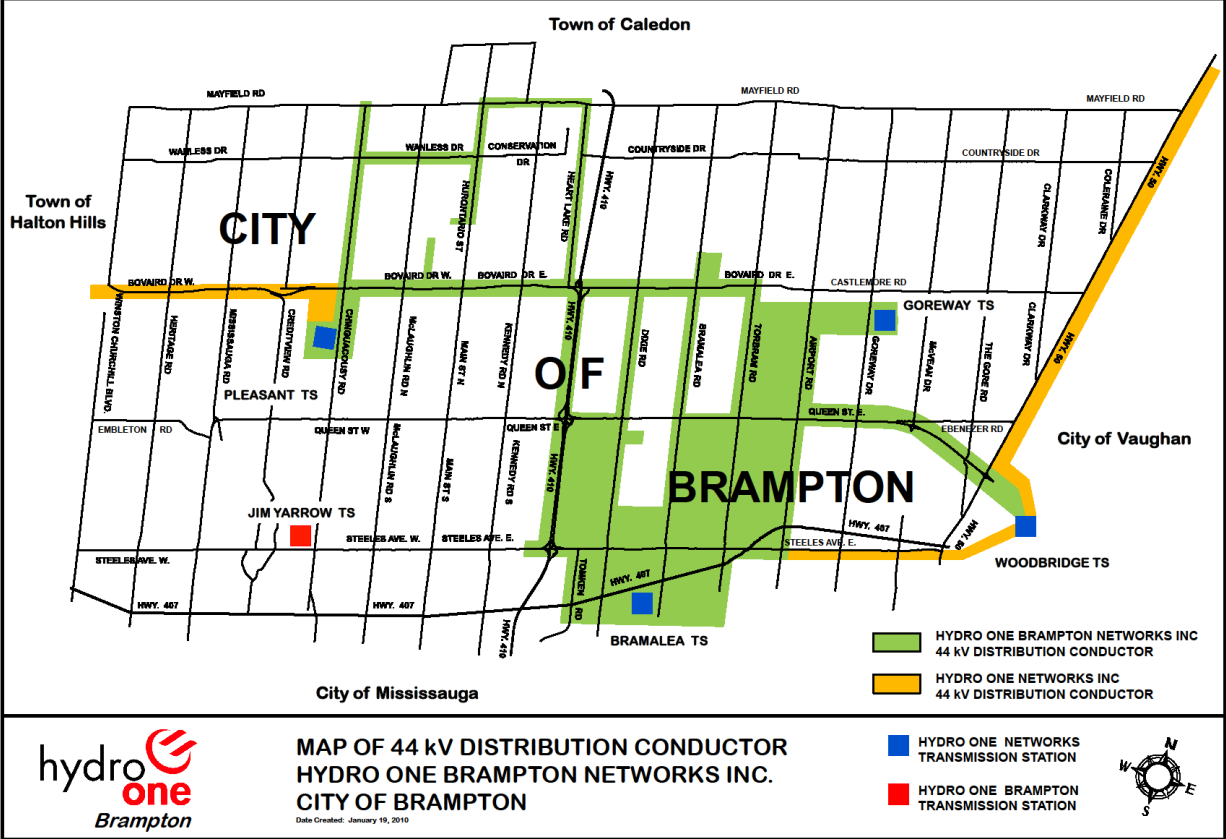 Town of Caledon
MAYFIELD RD
MAYFIELD RD
MAYFIELD RD
WANLESS DR
WANLESS DR
CONSERVATION
DR
COUNTRYSIDE DR
COUNTRYSIDE DR
Town of
Halton Hills
CITY
HURONTARIO ST
HEART LAKE RD
HWY. 410
CLARKWAY DR
COLERAINE DR
HWY. 50
BOVAIRD DR W.
BOVAIRD DR W.
BOVAIRD DR E.
BOVAIRD DR E.
CASTLEMORE RD
GOREWAY TS
WINSTON CHURCHILL BLVD.
HERITAGE RD
MISSISSAUGA RD
CREDITVIEW RD
CHINGUACOUSY RD
McLAUGHLIN RD N
MAIN ST N
KENNEDY RD N
HWY. 410
DIXIE RD
BRAMALEA RD
TORBRAM RD
AIRPORT RD
GOREWAY DR
McVEAN DR
THE GORE RD
CLARKWAY DR
HWY. 50
OF
PLEASANT TS
EMBLETON RD
QUEEN ST W
QUEEN ST E
QUEEN ST. E.
EBENEZER RD
City of Vaughan
McLAUGHLIN RD S
MAIN ST S
KENNEDY RD S
HWY. 410
BRAMPTON
JIM YARROW TS
HWY. 407
HWY. 50
STEELES AVE. W.
STEELES AVE. W.
STEELES AVE. E.
STEELES AVE. E.
WOODBRIDGE TS
TOMKEN RD
HWY. 407
HWY. 407
HWY. 407
HWY. 410
BRAMALEA TS
City of Mississauga
HYDRO ONE BRAMPTON NETWORKS INC
44 kV DISTRIBUTION CONDUCTOR
HYDRO ONE NETWORKS INC
44 kV DISTRIBUTION CONDUCTOR
hydro
one
Brampton
MAP OF 44 kV DISTRIBUTION CONDUCTOR
HYDRO ONE BRAMPTON NETWORKS INC.
CITY OF BRAMPTON
Date Created: January 19, 2010
HYDRO ONE NETWORKS
TRANSMISSION STATION
HYDRO ONE BRAMPTON
TRANSMISSION STATION
N
W
E
S